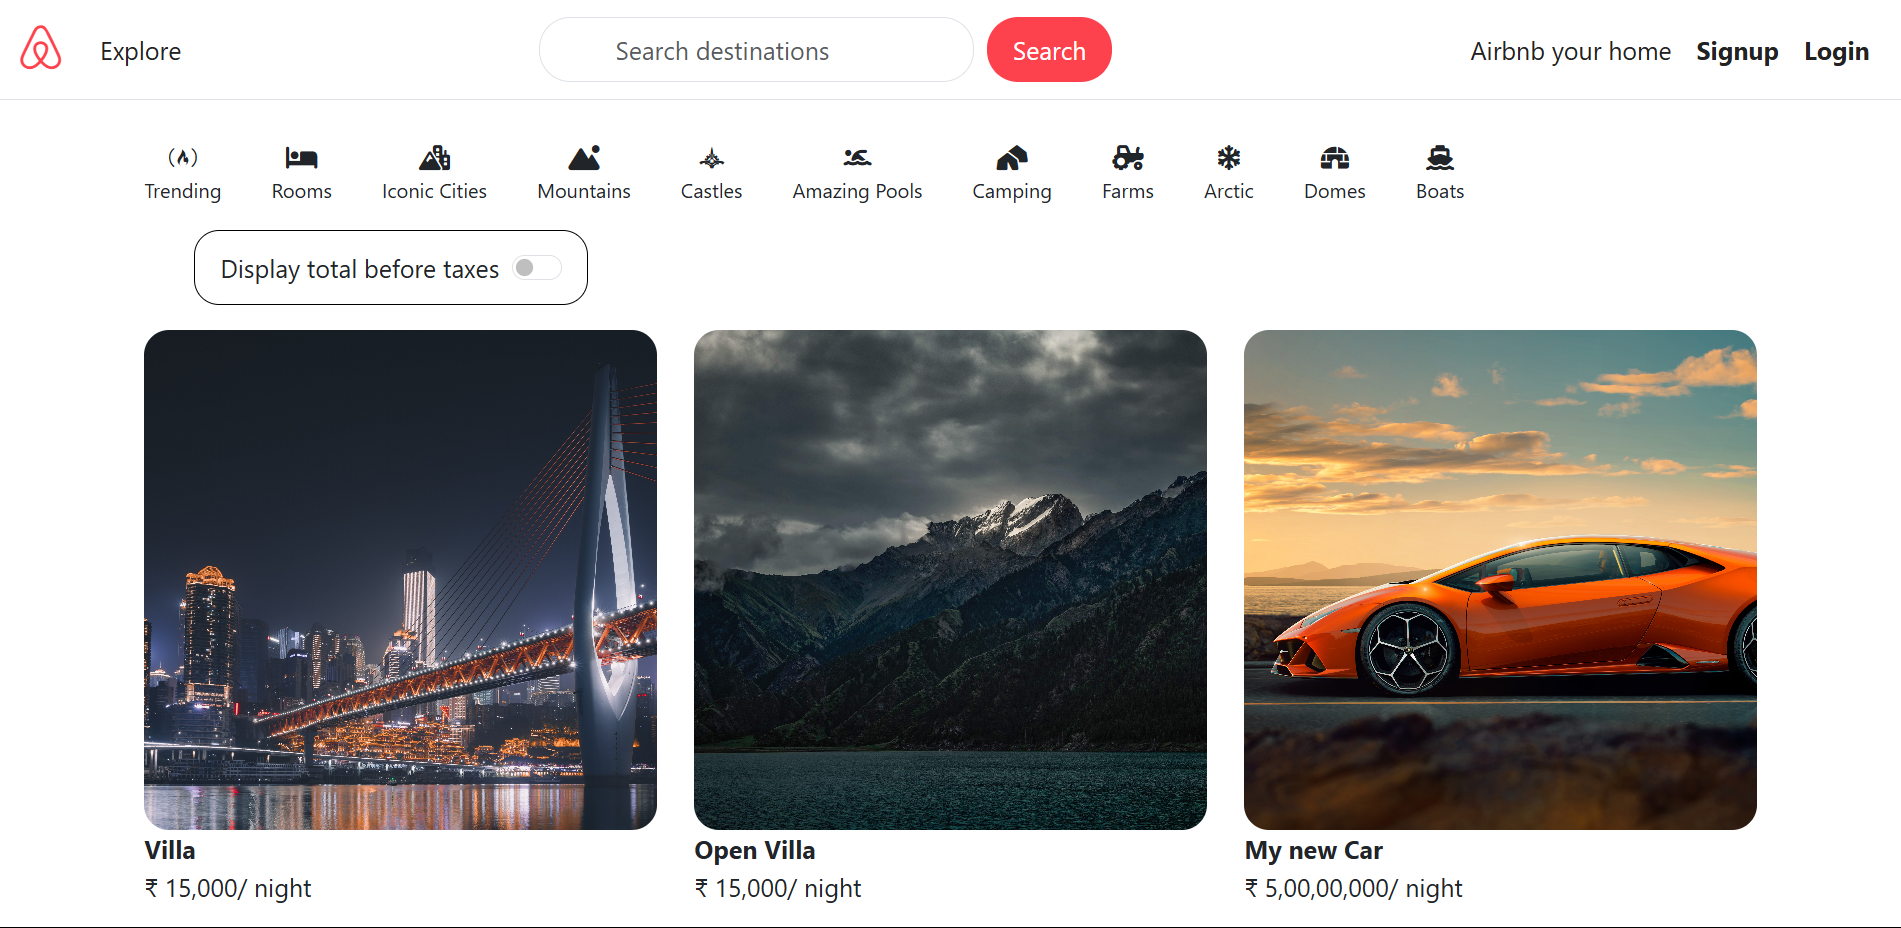 Explore
Search destinations
Search
Airbnb your home
Signup
Login
Trending
Rooms
Iconic Cities
Mountains
Castles
Amazing Pools
Camping
Farms
Arctic
Domes
Boats
Display total before taxes
Villa
₹ 15,000/ night
Open Villa
₹ 15,000/ night
My new Car
₹ 5,00,00,000/ night